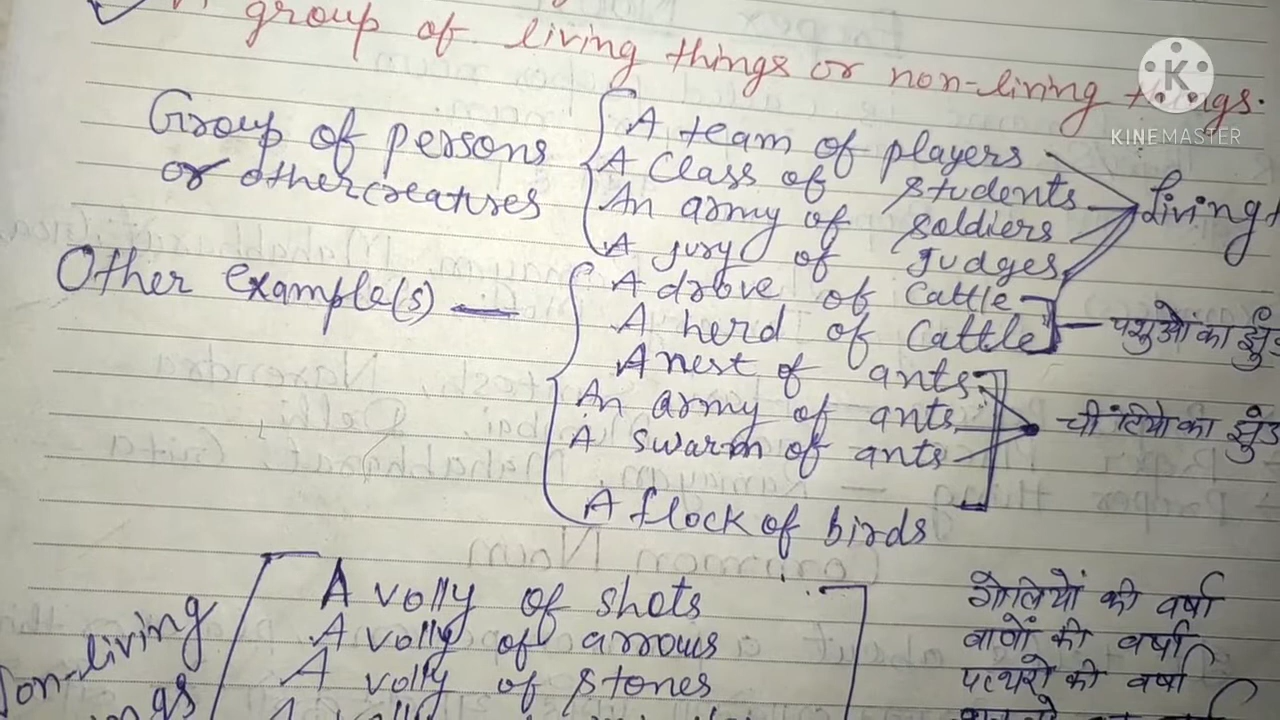 group of living things or non-living things.
KINEMASTER
Group of persons
or other creatures
A team of players
A Class of students
An army of soldiers
A jury of Judges
Living
Other example(s) —
A drove of Cattle
A herd of Cattle
पशुओं का झुंड
A nest of ants
An army of ants
A swarm of ants
चींटियो का झुंड
A flock of birds
Non-living
A volly of shots गोलियों की वर्षा
A volly of arrows बाणों की वर्षा
A volly of stones पत्थरो की वर्षा